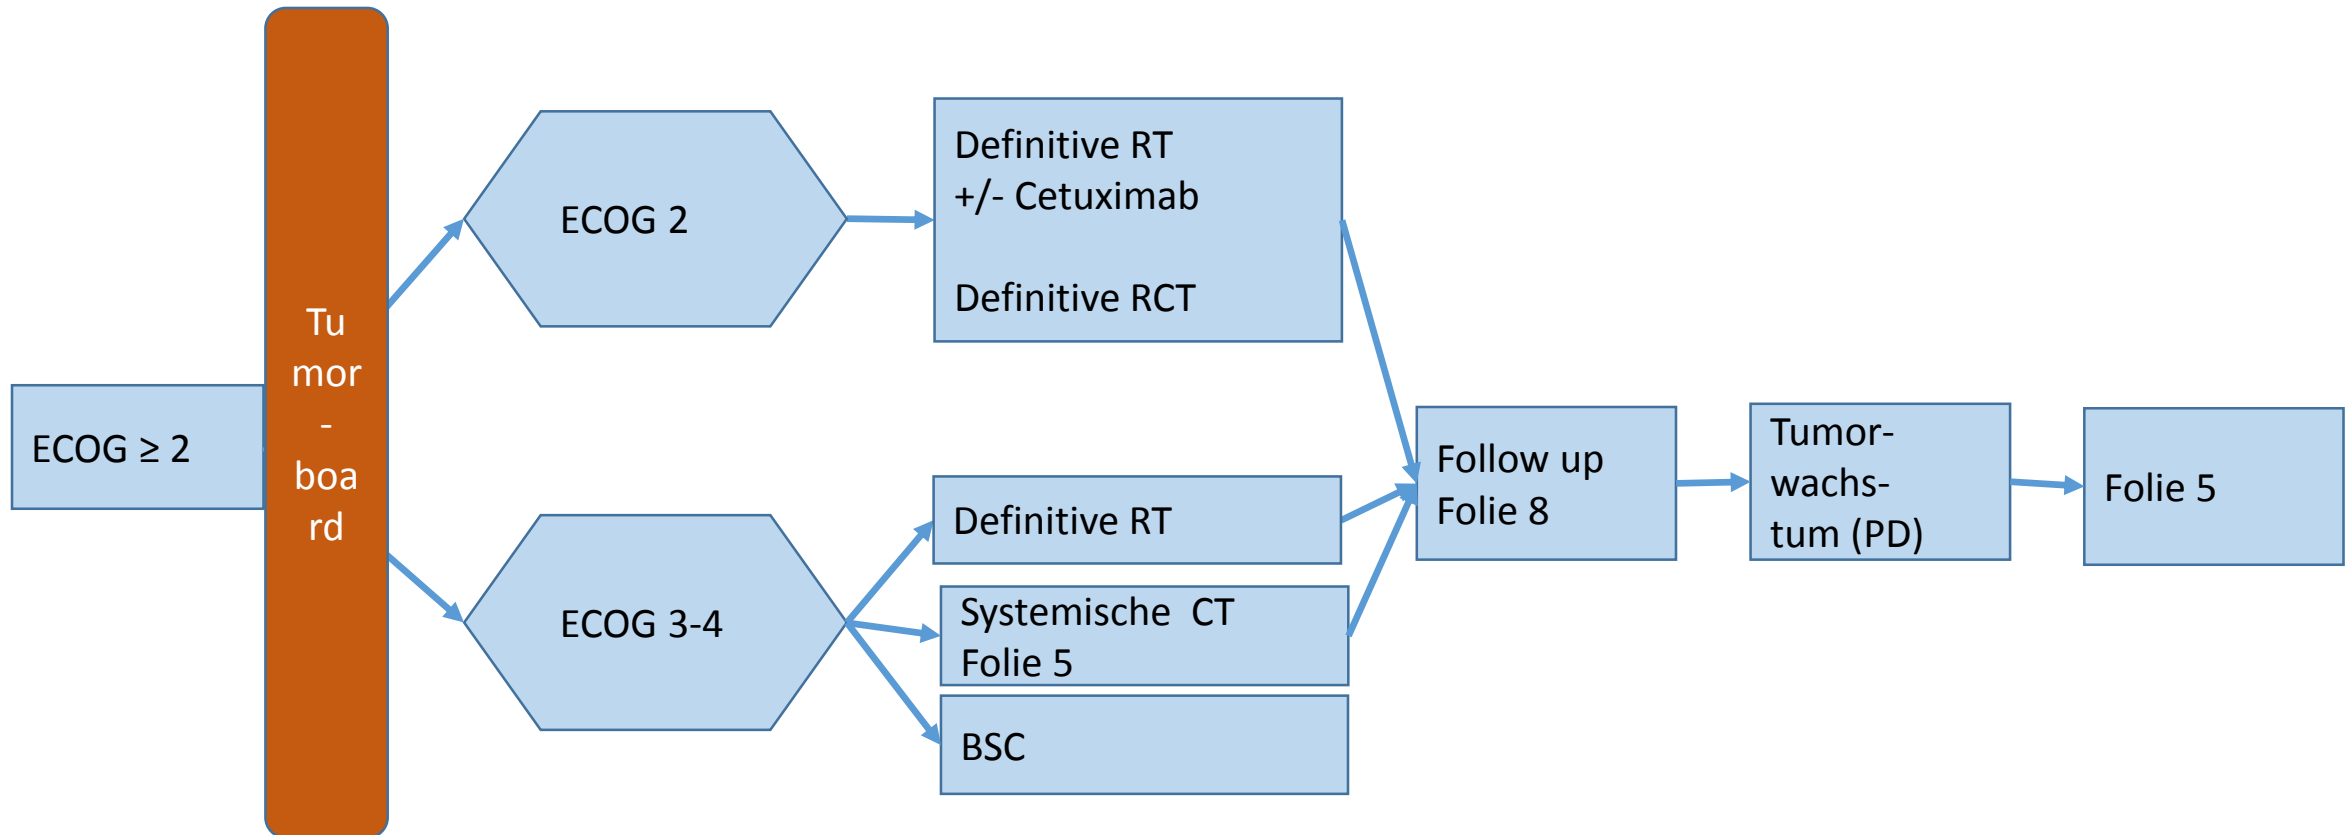 ECOG ≥ 2
Tu
mor
-
boa
rd
ECOG 2
Definitive RT
+/- Cetuximab
Definitive RCT
ECOG 3-4
Definitive RT
Systemische CT
Folie 5
BSC
Follow up
Folie 8
Tumor-
wachs-
tum (PD)
Folie 5